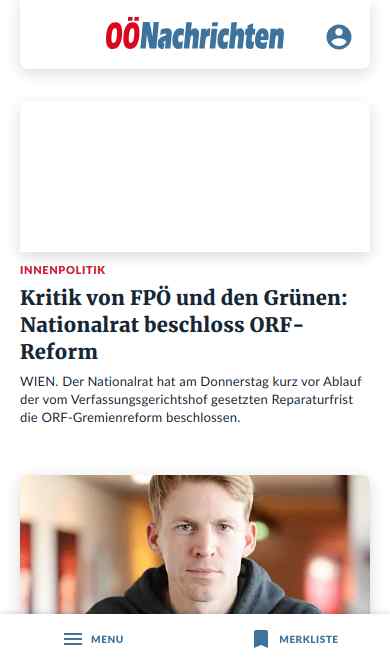 OÖNachrichten
INNENPOLITIK
Kritik von FPÖ und den Grünen:
Nationalrat beschloss ORF-
Reform
WIEN. Der Nationalrat hat am Donnerstag kurz vor Ablauf
der vom Verfassungsgerichtshof gesetzten Reparaturfrist
die ORF-Gremienreform beschlossen.
MENU
MERKLISTE